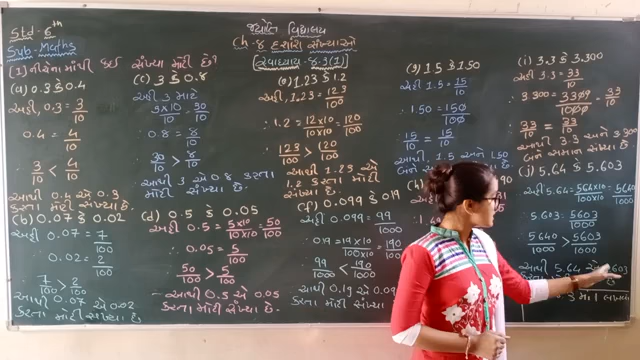 Std-6th
Sub-Maths
જ્યોતિ વિદ્યાલય
Ch-8 દશાંશ સંખ્યાઓ
સ્વાધ્યાય-8.3(1)
(1) નીચેનામાંથી કઈ સંખ્યા મોટી છે?
(a) 0.3 કે 0.4
અહીં, 0.3 = 3/10
0.4 = 4/10
∴ 3/10 < 4/10
આથી 0.4 એ 0.3 કરતા મોટી સંખ્યા છે.
(b) 0.07 કે 0.02
અહીં 0.07 = 7/100
0.02 = 2/100
7/100 > 2/100
આથી 0.07 એ 0.02
કરતા મોટી સંખ્યા છે.
(c) 3 કે 0.8
અહીં 3 માટે
3×10/10 = 30/10
∴ 0.8 = 8/10
30/10 > 8/10
∴ આથી 3 એ 0.8 કરતા
મોટી સંખ્યા છે.
(d) 0.5 કે 0.05
અહીં 0.5 = 5×10/10×10 = 50/100
∴ 0.05 = 5/100
50/100 > 5/100
∴ આથી 0.5 એ 0.05
કરતા મોટી સંખ્યા છે.
(e) 1.23 કે 1.2
અહીં, 1.23 = 123/100
∴ 1.2 = 12×10/10×10 = 120/100
123/100 > 120/100
આથી 1.23 એ
1.2 કરતા મોટી સંખ્યા છે.
(f) 0.099 કે 0.19
અહીં 0.099 = 99/1000
∴ 0.19 = 19×10/100×10 = 190/1000
99/1000 < 190/1000
આથી 0.19 એ 0.09
કરતા મોટી સંખ્યા
(g) 1.5 કે 1.50
અહીં 1.5 = 15/10
∴ 1.50 = 150/100
15/10 = 15/10
∴ આથી 1.5 અને 1.50
(h)
(i) 3.3 કે 3.300
અહીં 3.3 = 33/10
3.300 = 3300/1000 = 33/10
33/10 = 33/10
આથી 3.3 અને 3.300
બંને સમાન સંખ્યા છે.
(j) 5.64 કે 5.603
અહીં 5.64 = 564×10/100×10 = 5640/1000
∴ 5.603 = 5603/1000
5640/1000 > 5603/1000
આથી 5.64 એ 5.603